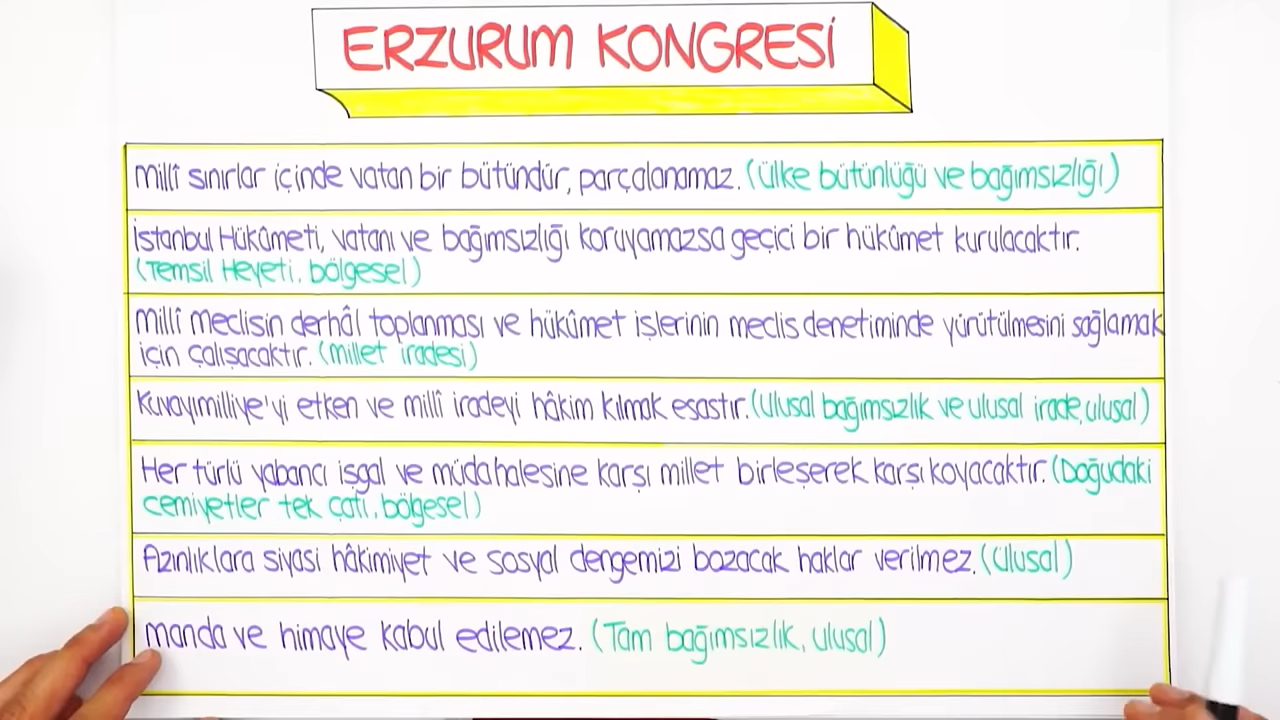 ERZURUM KONGRESİ
millî sınırlar içinde vatan bir bütündür, parçalanamaz. (Ülke bütünlüğü ve bağımsızlığı)
İstanbul Hükûmeti, vatanı ve bağımsızlığı koruyamazsa geçici bir hükûmet kurulacaktır.
(Temsil Heyeti, bölgesel)
millî meclisin derhâl toplanması ve hükûmet işlerinin meclis denetiminde yürütülmesini sağlamak
için çalışacaktır. (millet iradesi)
Kuvayımilliye'yi etken ve millî iradeyi hâkim kılmak esastır. (Ulusal bağımsızlık ve ulusal irade, ulusal)
Her türlü yabancı işgal ve müdahalesine karşı millet birleşerek karşı koyacaktır. (Doğudaki
cemiyetler tek çatı, bölgesel)
Azınlıklara siyasi hâkimiyet ve sosyal dengemizi bozacak haklar verilmez. (Ulusal)
manda ve himaye kabul edilemez. (Tam bağımsızlık, ulusal)